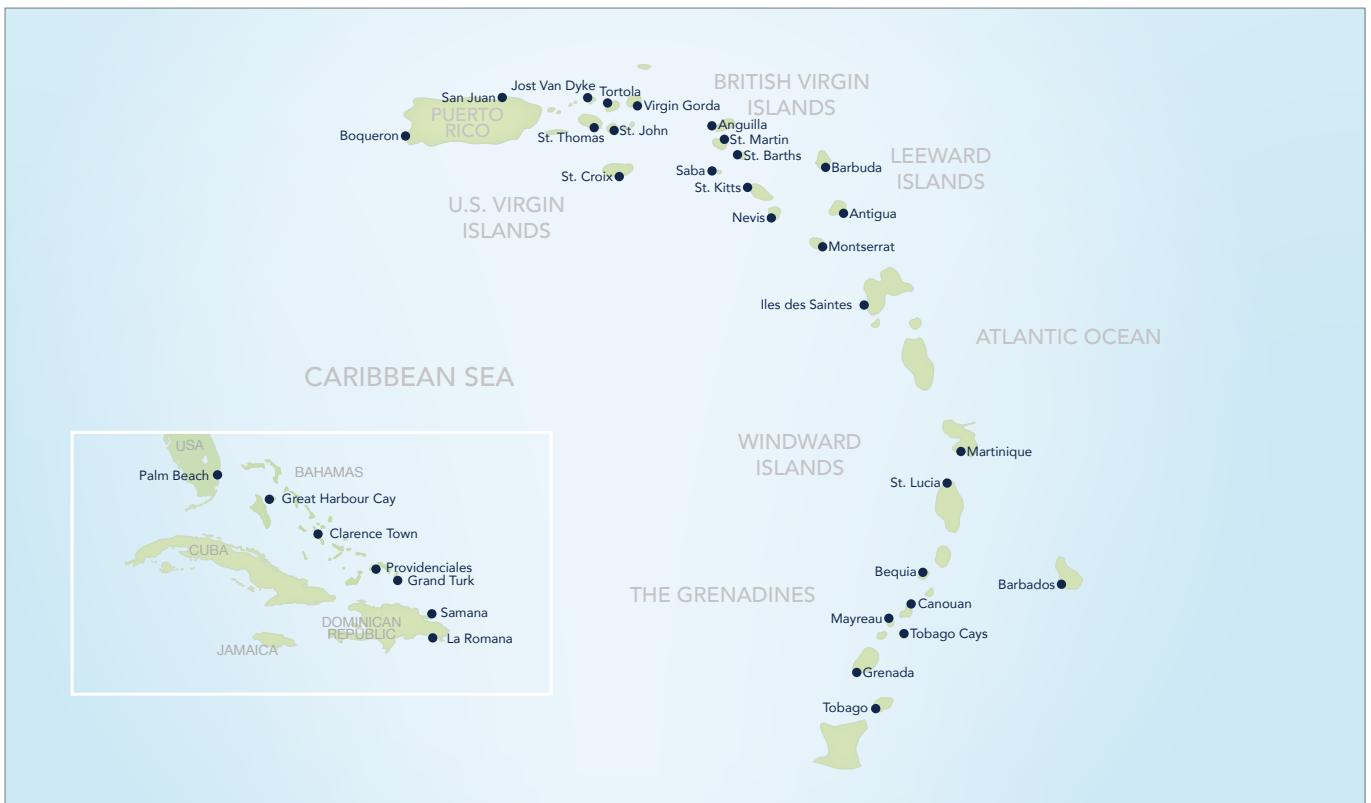 BRITISH VIRGIN
ISLANDS
Jost Van Dyke
Tortola
San Juan
Virgin Gorda
PUERTO
RICO
Boqueron
St. Thomas
St. John
Anguilla
St. Martin
St. Barths
LEEWARD
ISLANDS
Barbuda
St. Croix
Saba
St. Kitts
U.S. VIRGIN
ISLANDS
Nevis
Antigua
Montserrat
Iles des Saintes
ATLANTIC OCEAN
CARIBBEAN SEA
WINDWARD
ISLANDS
Martinique
St. Lucia
Bequia
Barbados
THE GRENADINES
Canouan
Mayreau
Tobago Cays
Grenada
Tobago
USA
Palm Beach
BAHAMAS
Great Harbour Cay
Clarence Town
CUBA
Providenciales
Grand Turk
Samana
DOMINICAN
REPUBLIC
La Romana
JAMAICA